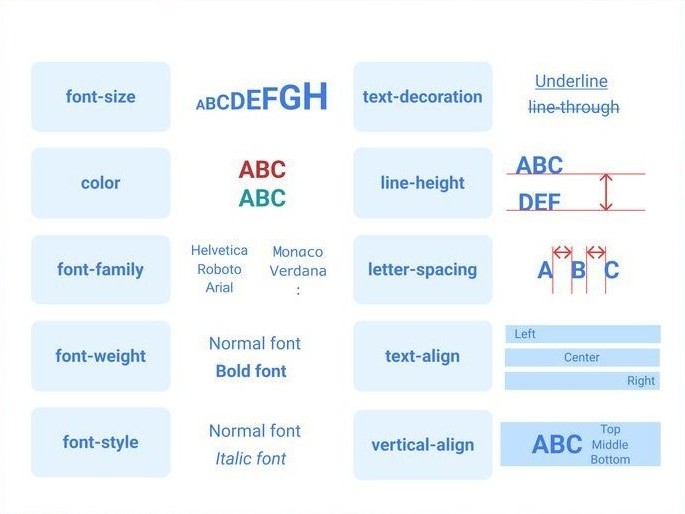 font-size
ABCDEFGH
text-decoration
Underline
line-through
color
ABC
ABC
line-height
ABC
DEF
font-family
Helvetica
Roboto
Arial
Monaco
Verdana
:
letter-spacing
A B C
font-weight
Normal font
Bold font
text-align
Left
Center
Right
font-style
Normal font
Italic font
vertical-align
ABC
Top
Middle
Bottom